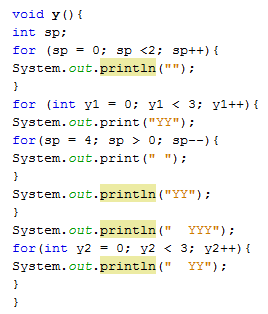 void y(){
int sp;
for (sp = 0; sp <2; sp++){
System.out.println("");
}
for (int y1 = 0; y1 < 3; y1++){
System.out.print("YY");
for(sp = 4; sp > 0; sp--){
System.out.print(" ");
}
System.out.println("YY");
}
System.out.println("  YYY");
for(int y2 = 0; y2 < 3; y2++){
System.out.println("  YY");
}
}